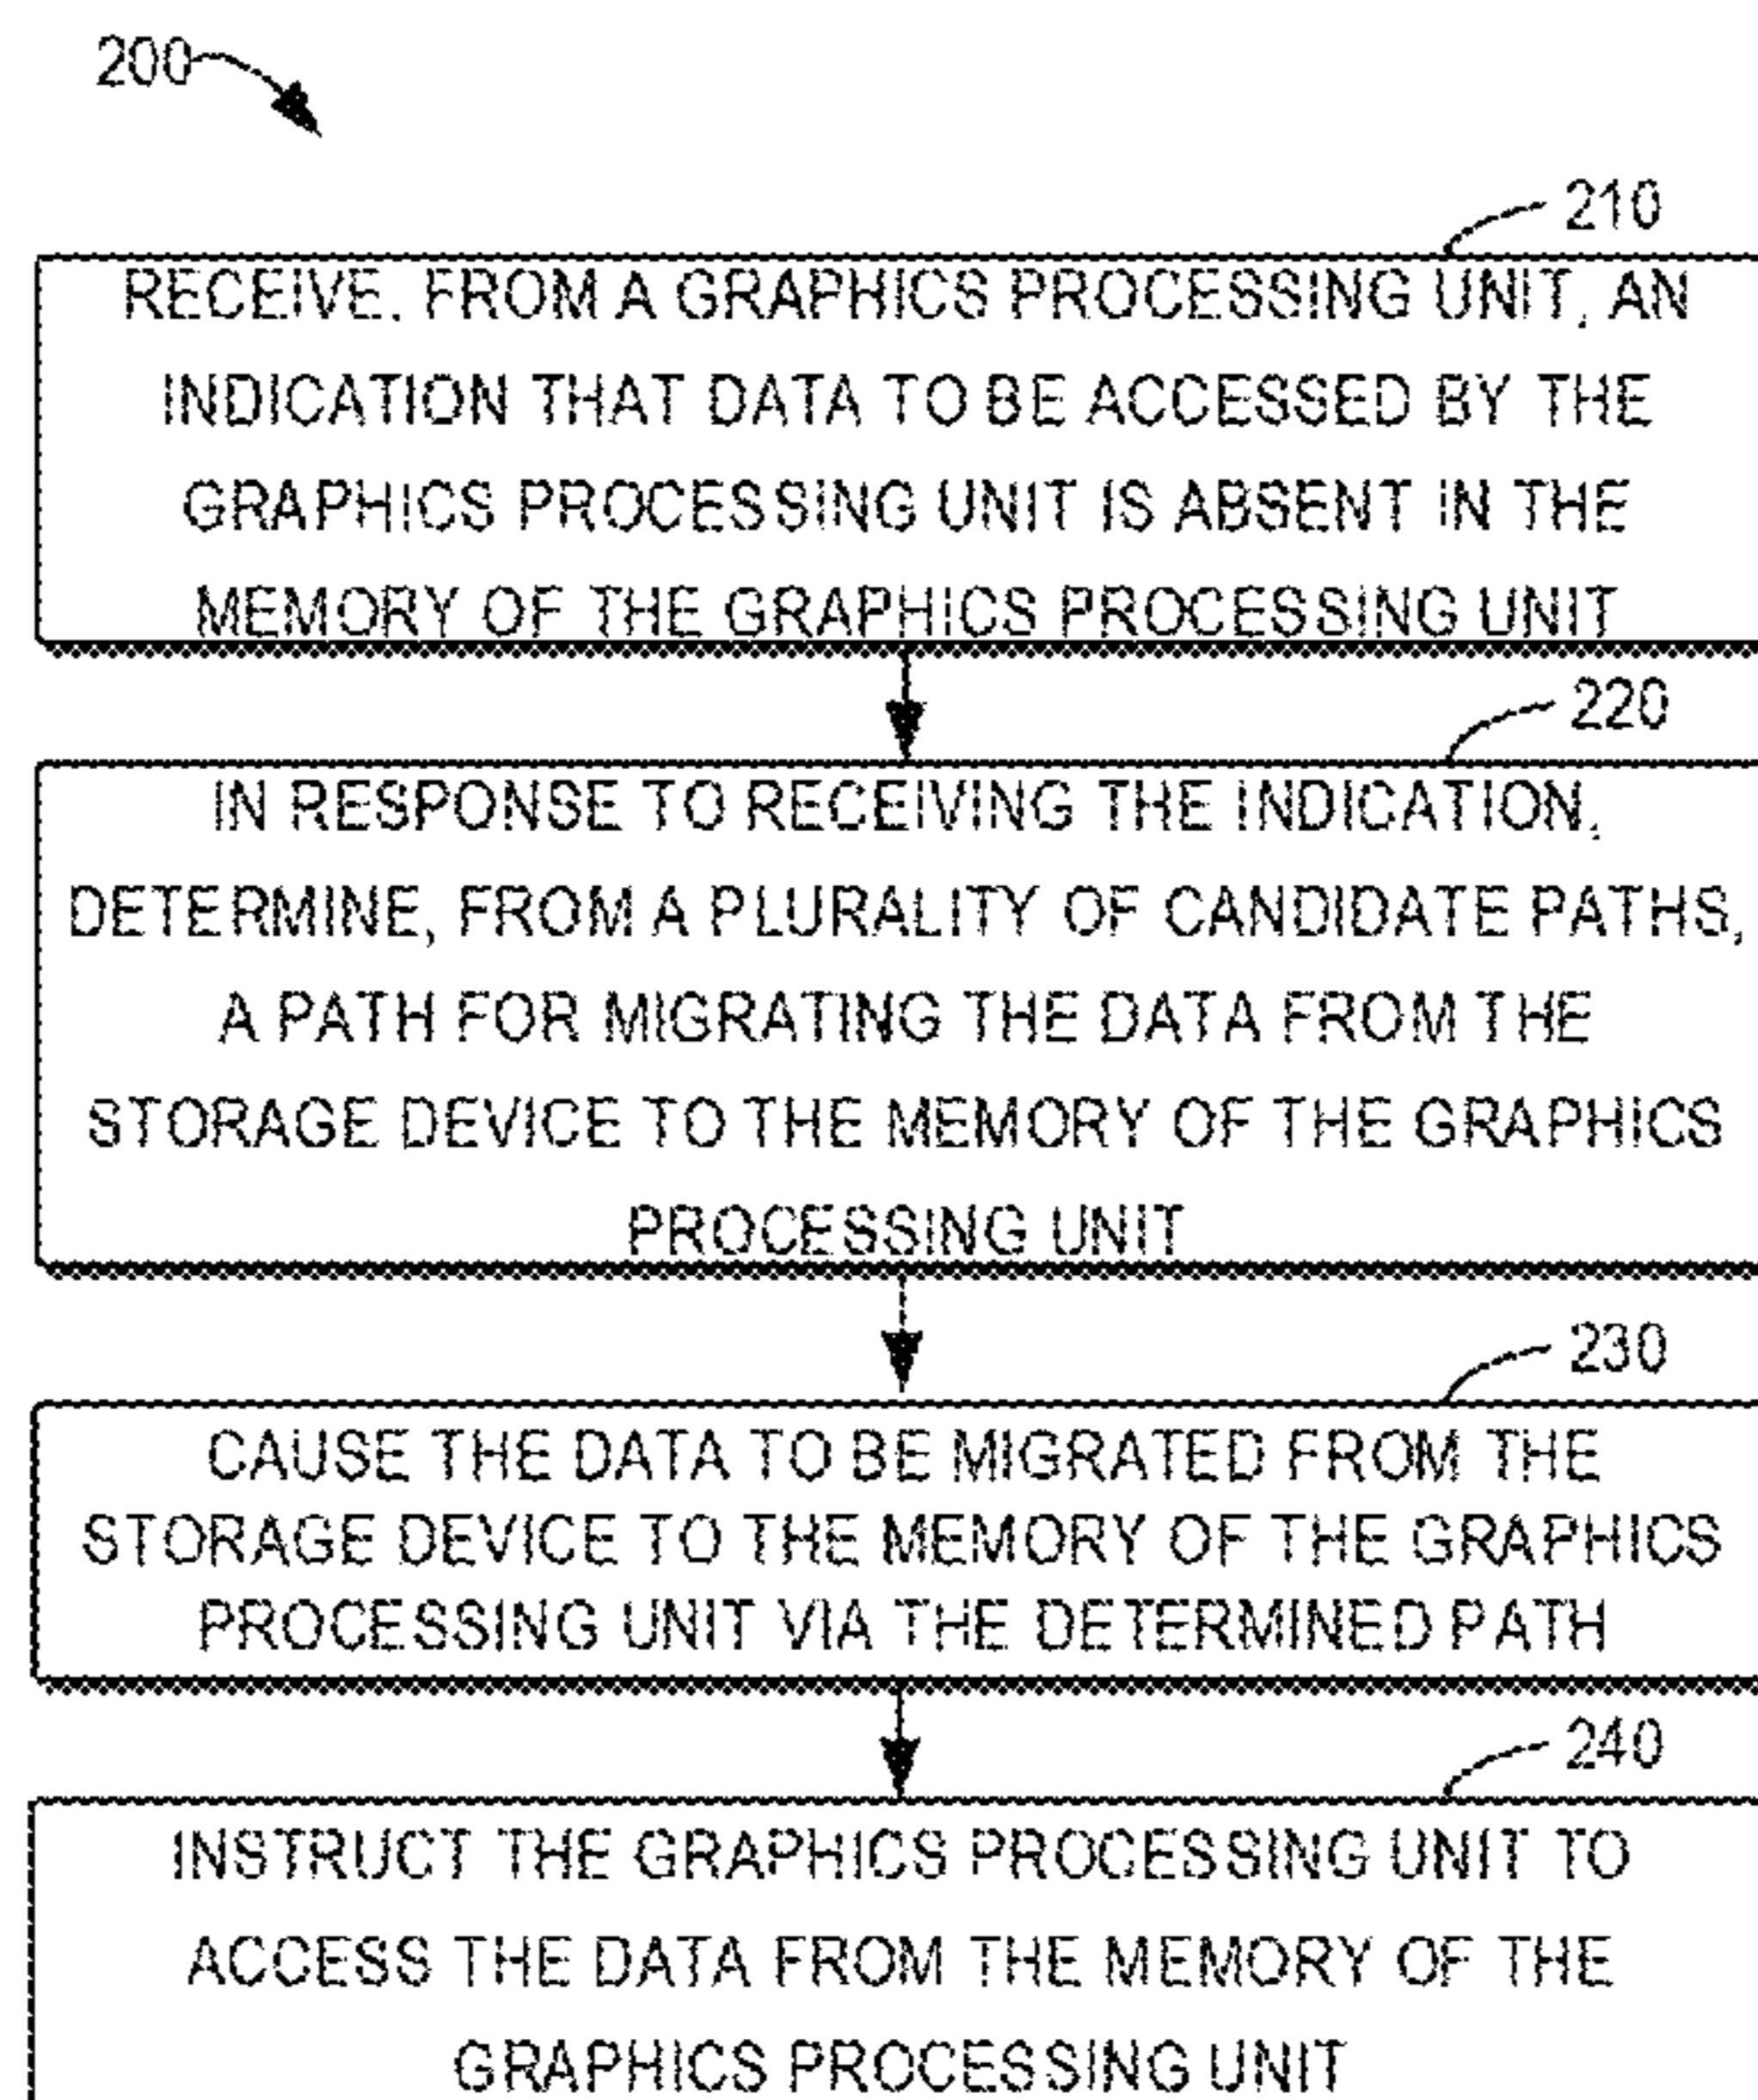 200
210
RECEIVE, FROM A GRAPHICS PROCESSING UNIT, AN
INDICATION THAT DATA TO BE ACCESSED BY THE
GRAPHICS PROCESSING UNIT IS ABSENT IN THE
MEMORY OF THE GRAPHICS PROCESSING UNIT
220
IN RESPONSE TO RECEIVING THE INDICATION,
DETERMINE, FROM A PLURALITY OF CANDIDATE PATHS,
A PATH FOR MIGRATING THE DATA FROM THE
STORAGE DEVICE TO THE MEMORY OF THE GRAPHICS
PROCESSING UNIT
230
CAUSE THE DATA TO BE MIGRATED FROM THE
STORAGE DEVICE TO THE MEMORY OF THE GRAPHICS
PROCESSING UNIT VIA THE DETERMINED PATH
240
INSTRUCT THE GRAPHICS PROCESSING UNIT TO
ACCESS THE DATA FROM THE MEMORY OF THE
GRAPHICS PROCESSING UNIT